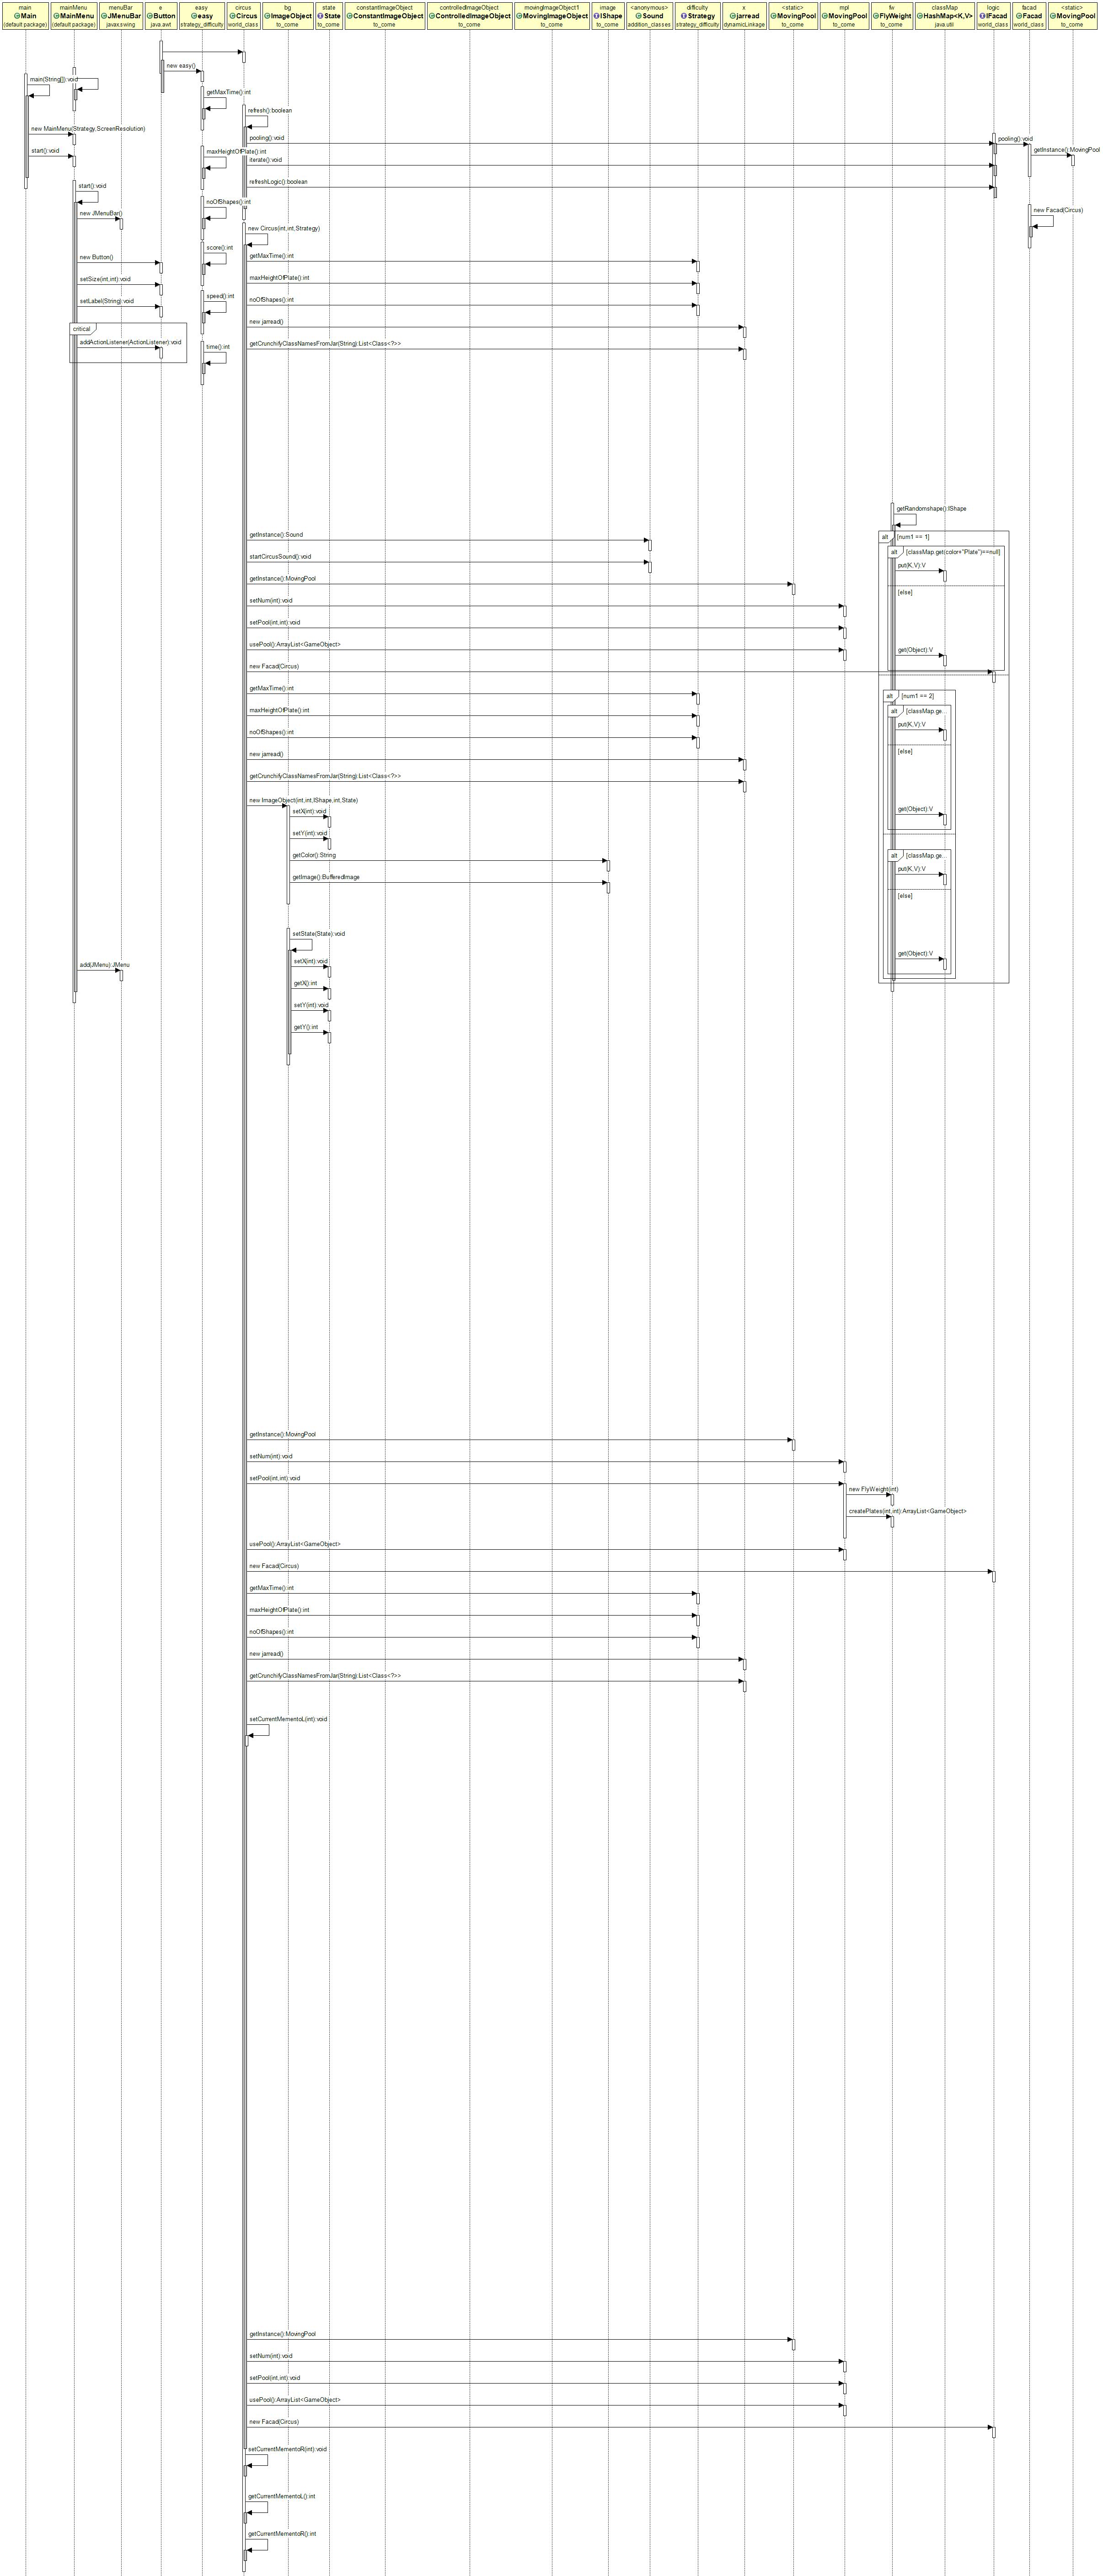 main
Main
(default package)
mainMenu
MainMenu
(default package)
menuBar
JMenuBar
javax.swing
e
Button
java.awt
easy
easy
strategy_difficulty
circus
Circus
world_class
bg
ImageObject
to_come
state
State
to_come
constantImageObject
ConstantImageObject
to_come
controlledImageObject
ControlledImageObject
to_come
movingImageObject1
MovingImageObject
to_come
image
IShape
to_come
<anonymous>
Sound
addition_classes
difficulty
Strategy
strategy_difficulty
x
jarread
dynamicLinkage
<static>
MovingPool
to_come
mpl
MovingPool
to_come
fw
FlyWeight
to_come
classMap
HashMap<K,V>
java.util
logic
IFacad
world_class
facad
Facad
world_class
<static>
MovingPool
to_come
new easy()
main(String[]):void
getMaxTime():int
refresh():boolean
new MainMenu(Strategy,ScreenResolution)
pooling():void
pooling():void
start():void
maxHeightOfPlate():int
getInstance():MovingPool
iterate():void
start():void
refreshLogic():boolean
noOfShapes():int
new JMenuBar()
new Facad(Circus)
new Circus(int,int,Strategy)
score():int
new Button()
getMaxTime():int
setSize(int,int):void
maxHeightOfPlate():int
speed():int
setLabel(String):void
noOfShapes():int
critical
new jarread()
addActionListener(ActionListener):void
time():int
getCrunchifyClassNamesFromJar(String):List<Class<?>>
getRandomshape():IShape
getInstance():Sound
alt
[num1 == 1]
startCircusSound():void
alt
[classMap.get(color+"Plate")==null]
put(K,V):V
getInstance():MovingPool
[else]
setNum(int):void
setPool(int,int):void
usePool():ArrayList<GameObject>
get(Object):V
new Facad(Circus)
getMaxTime():int
alt
[num1 == 2]
maxHeightOfPlate():int
alt
[classMap.ge...
put(K,V):V
noOfShapes():int
[else]
new jarread()
getCrunchifyClassNamesFromJar(String):List<Class<?>>
new ImageObject(int,int,IShape,int,State)
setX(int):void
get(Object):V
setY(int):void
getColor():String
alt
[classMap.ge...
getImage():BufferedImage
put(K,V):V
[else]
setState(State):void
add(JMenu):JMenu
setX(int):void
get(Object):V
getX():int
setY(int):void
getY():int
getInstance():MovingPool
setNum(int):void
setPool(int,int):void
new FlyWeight(int)
createPlates(int,int):ArrayList<GameObject>
usePool():ArrayList<GameObject>
new Facad(Circus)
getMaxTime():int
maxHeightOfPlate():int
noOfShapes():int
new jarread()
getCrunchifyClassNamesFromJar(String):List<Class<?>>
setCurrentMementoL(int):void
getInstance():MovingPool
setNum(int):void
setPool(int,int):void
usePool():ArrayList<GameObject>
new Facad(Circus)
setCurrentMementoR(int):void
getCurrentMementoL():int
getCurrentMementoR():int